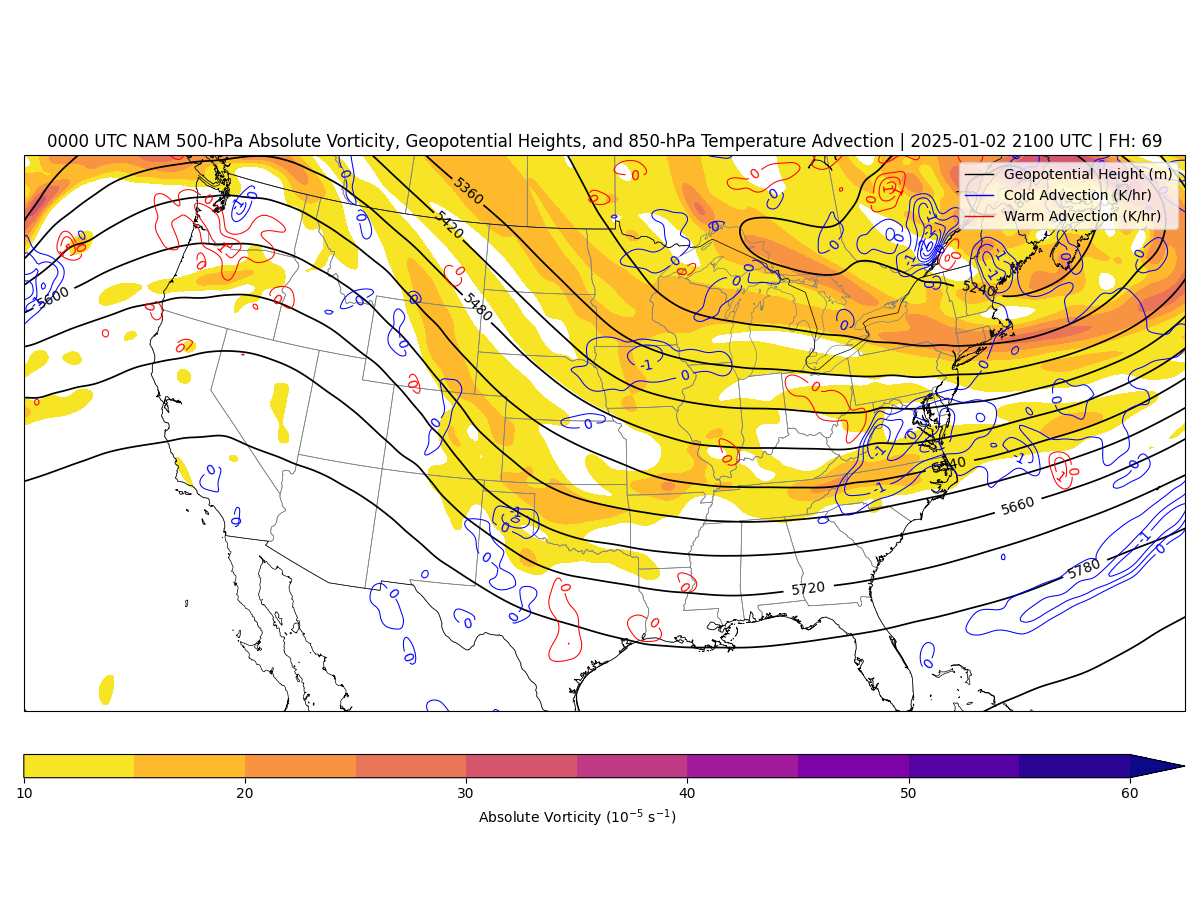 0000 UTC NAM 500-hPa Absolute Vorticity, Geopotential Heights, and 850-hPa Temperature Advection | 2025-01-02 2100 UTC | FH: 69
Geopotential Height (m)
Cold Advection (K/hr)
Warm Advection (K/hr)
5360
5420
5480
5600
5240
5660
5720
5780
-1
0
10 20 30 40 50 60
Absolute Vorticity (10⁻⁵ s⁻¹)